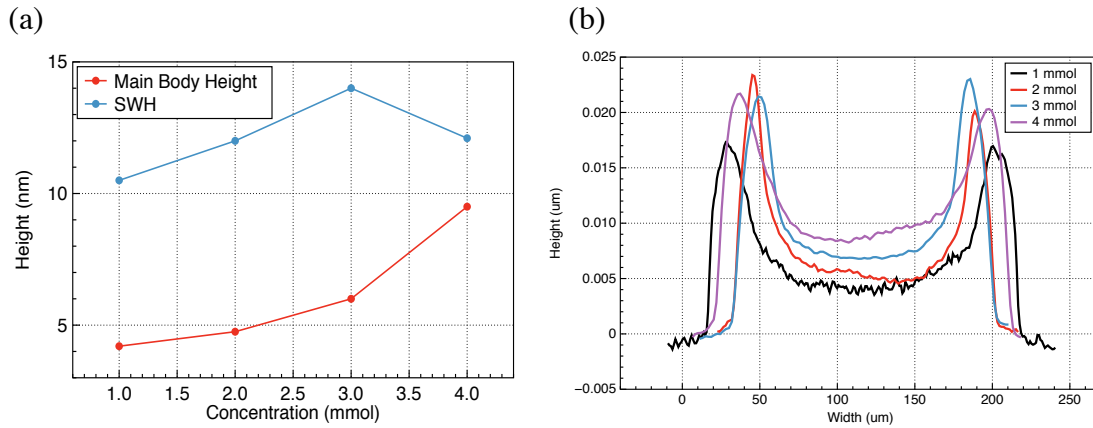 (a)
15
10
5
Height (nm)
Main Body Height
SWH
1.0 1.5 2.0 2.5 3.0 3.5 4.0
Concentration (mmol)
(b)
0.025
0.020
0.015
0.010
0.005
0
−0.005
Height (um)
1 mmol
2 mmol
3 mmol
4 mmol
0 50 100 150 200 250
Width (um)